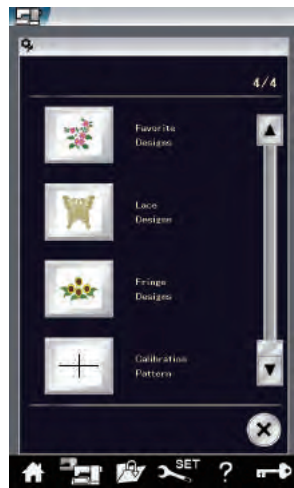 4/4
Favorite
Designs
Lace
Designs
Fringe
Designs
Calibration
Pattern
SET
?